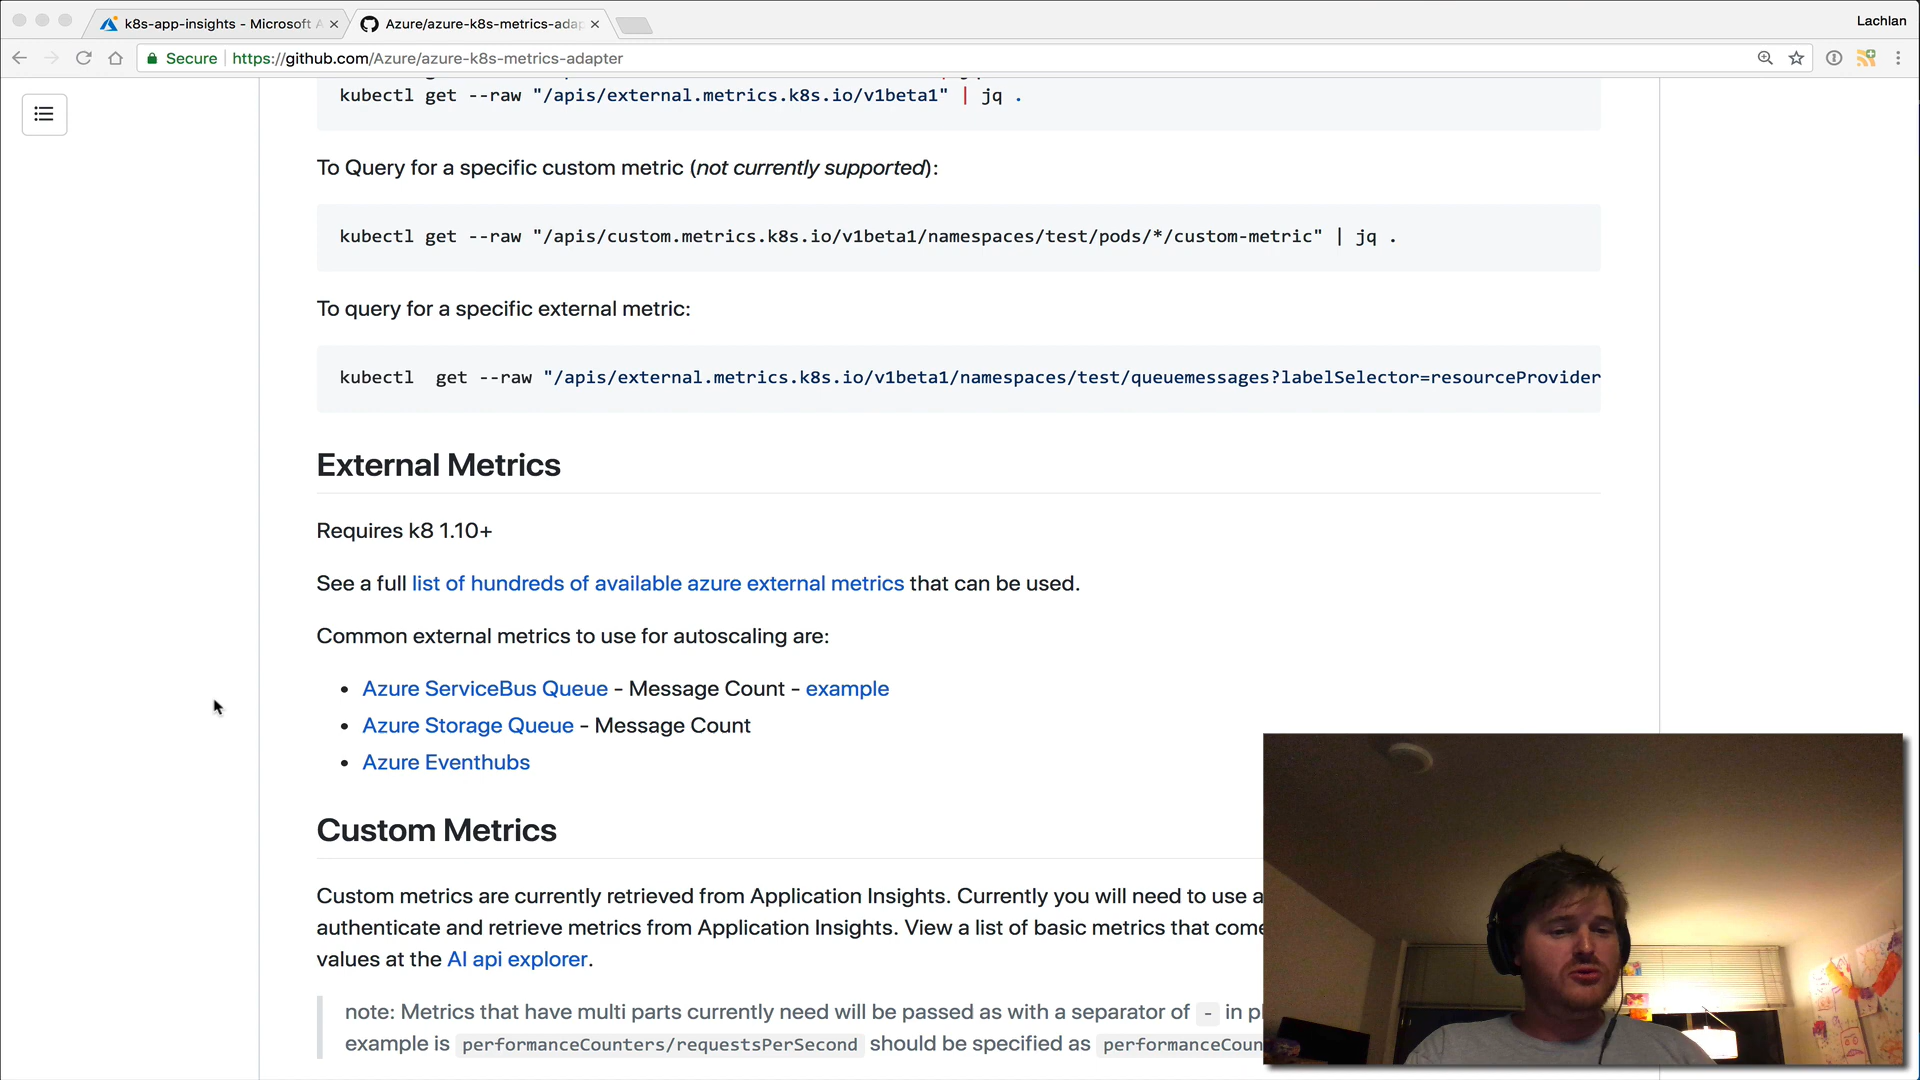 k8s-app-insights - Microsoft A
Azure/azure-k8s-metrics-adap
Lachlan
Secure
https://github.com/Azure/azure-k8s-metrics-adapter
kubectl get --raw "/apis/external.metrics.k8s.io/v1beta1" | jq .
To Query for a specific custom metric (not currently supported):
kubectl get --raw "/apis/custom.metrics.k8s.io/v1beta1/namespaces/test/pods/*/custom-metric" | jq .
To query for a specific external metric:
kubectl  get --raw "/apis/external.metrics.k8s.io/v1beta1/namespaces/test/queuemessages?labelSelector=resourceProvider
External Metrics
Requires k8 1.10+
See a full list of hundreds of available azure external metrics that can be used.
Common external metrics to use for autoscaling are:
• Azure ServiceBus Queue - Message Count - example
• Azure Storage Queue - Message Count
• Azure Eventhubs
Custom Metrics
Custom metrics are currently retrieved from Application Insights. Currently you will need to use a
authenticate and retrieve metrics from Application Insights. View a list of basic metrics that come
values at the AI api explorer.
note: Metrics that have multi parts currently need will be passed as with a separator of - in pl
example is performanceCounters/requestsPerSecond should be specified as performanceCoun